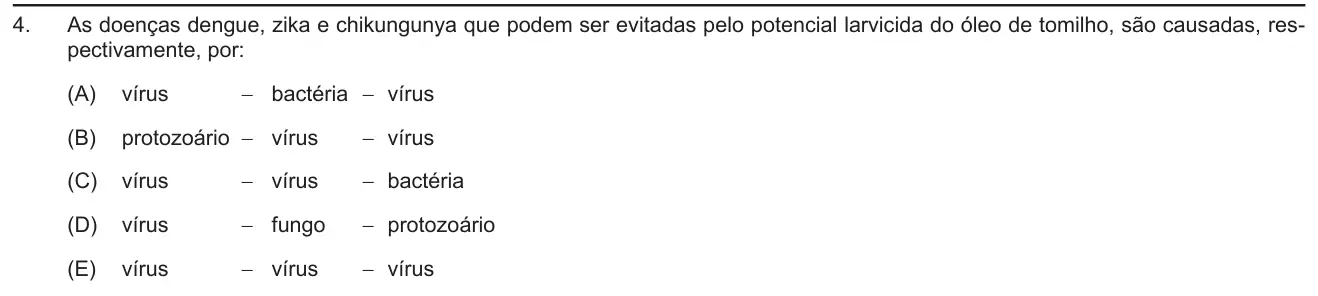 4. As doenças dengue, zika e chikungunya que podem ser evitadas pelo potencial larvicida do óleo de tomilho, são causadas, res-
pectivamente, por:
(A) vírus – bactéria – vírus
(B) protozoário – vírus – vírus
(C) vírus – vírus – bactéria
(D) vírus – fungo – protozoário
(E) vírus – vírus – vírus